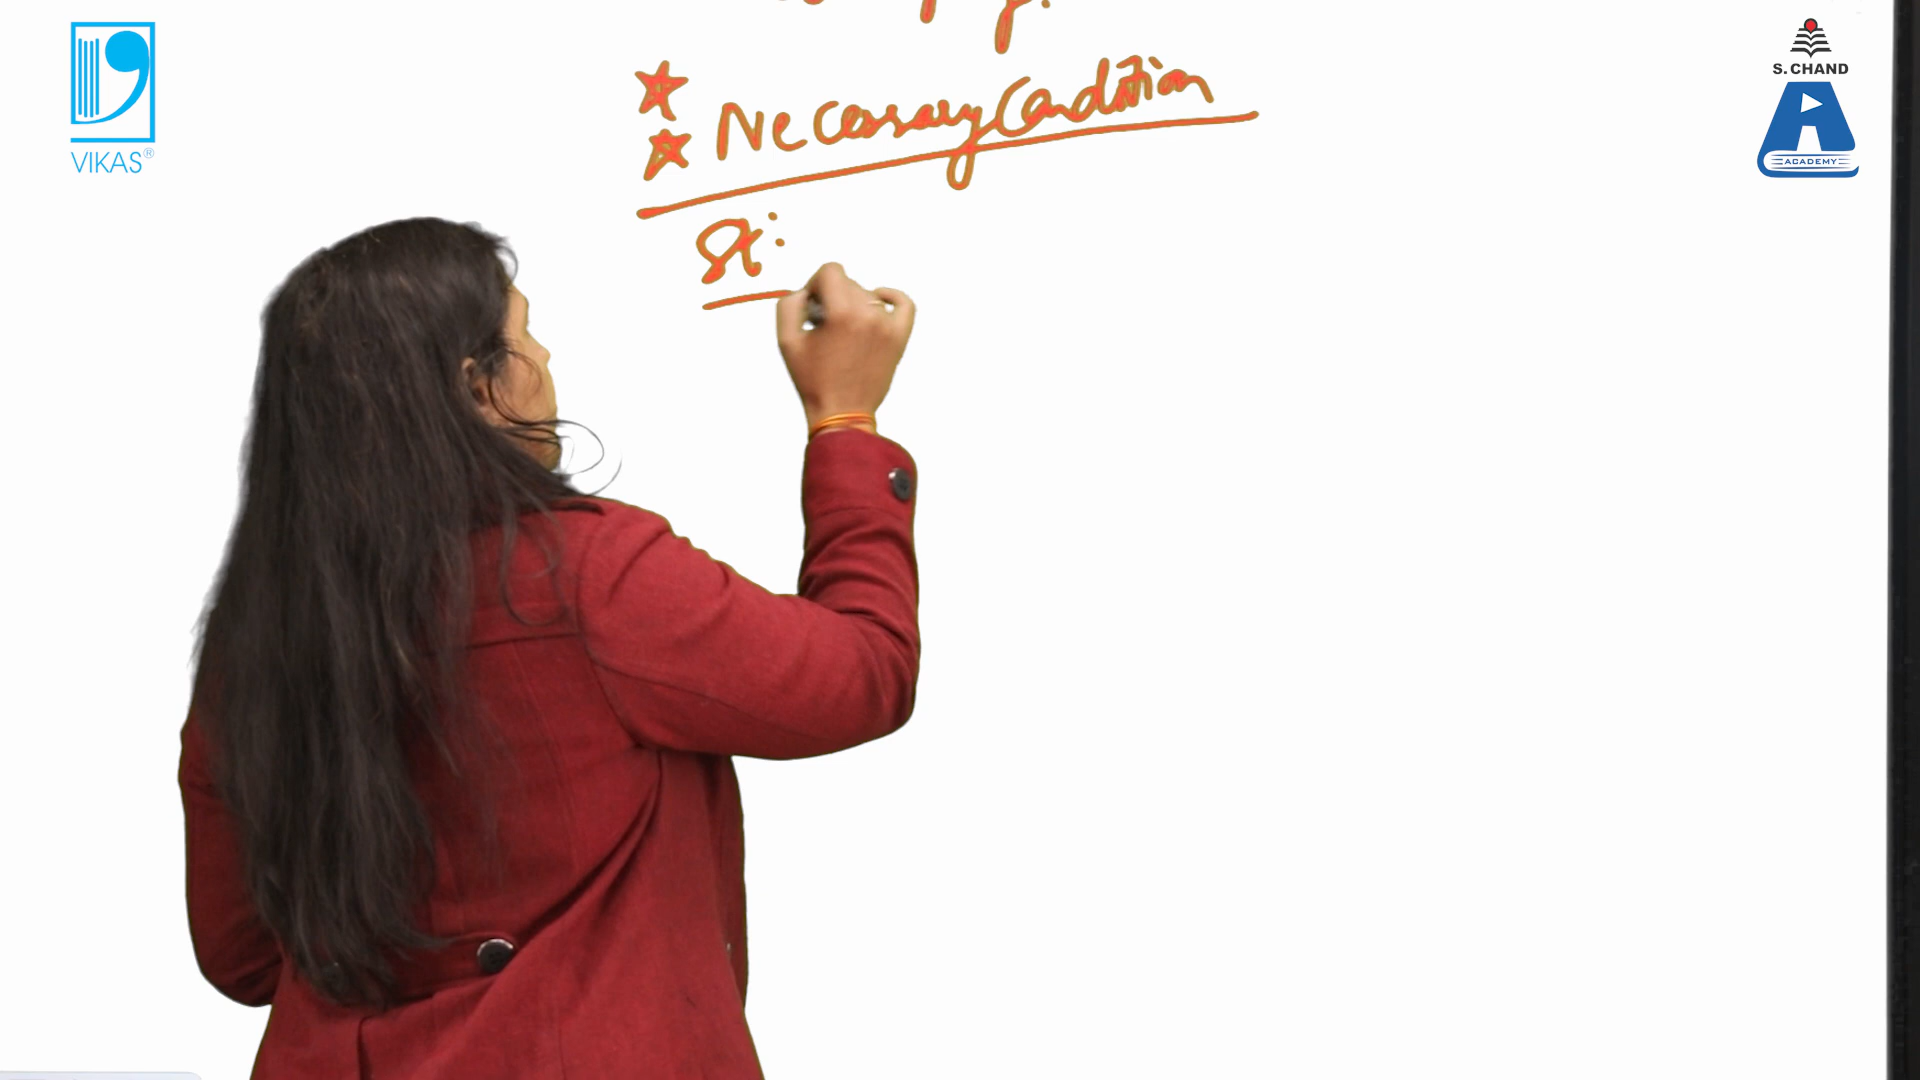 Necessary Condition
St:
VIKAS®
S. CHAND
ACADEMY